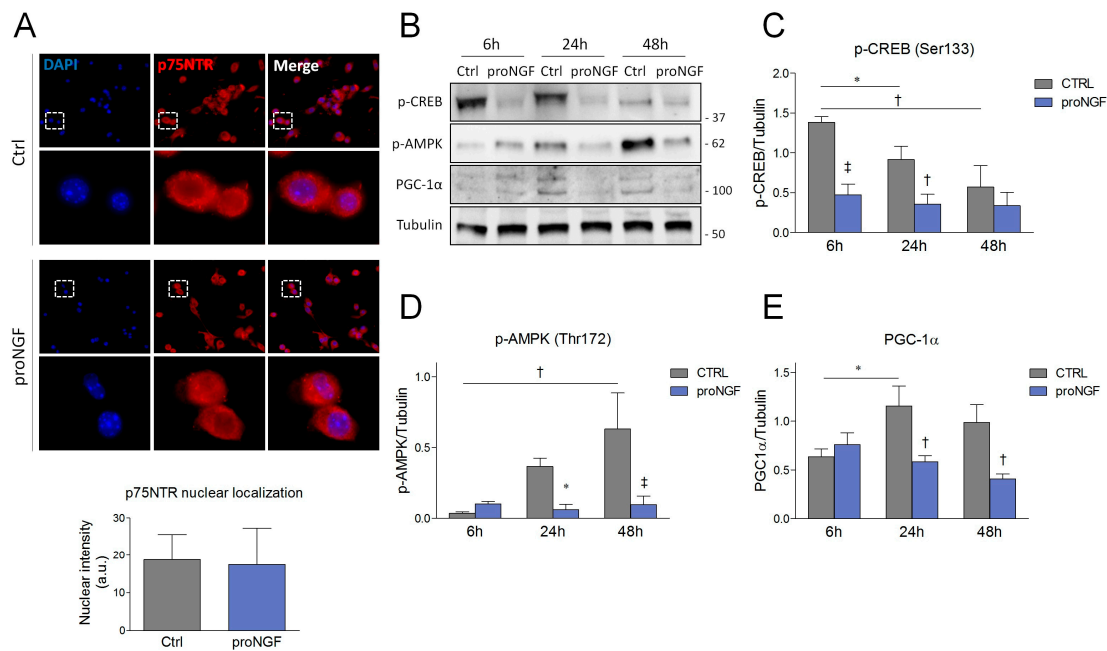 A
DAPI
p75NTR
Merge
Ctrl
proNGF
p75NTR nuclear localization
Nuclear intensity
(a.u.)
30
20
10
0
Ctrl
proNGF
B
6h
24h
48h
Ctrl proNGF Ctrl proNGF Ctrl proNGF
p-CREB
- 37
p-AMPK
- 62
PGC-1α
- 100
Tubulin
- 50
C
p-CREB (Ser133)
p-CREB/Tubulin
2.0
1.5
1.0
0.5
0.0
*
†
‡
†
6h
24h
48h
CTRL
proNGF
D
p-AMPK (Thr172)
p-AMPK/Tubulin
1.0
0.5
0.0
†
*
‡
6h
24h
48h
CTRL
proNGF
E
PGC-1α
PGC1α/Tubulin
1.5
1.0
0.5
0.0
*
†
†
6h
24h
48h
CTRL
proNGF